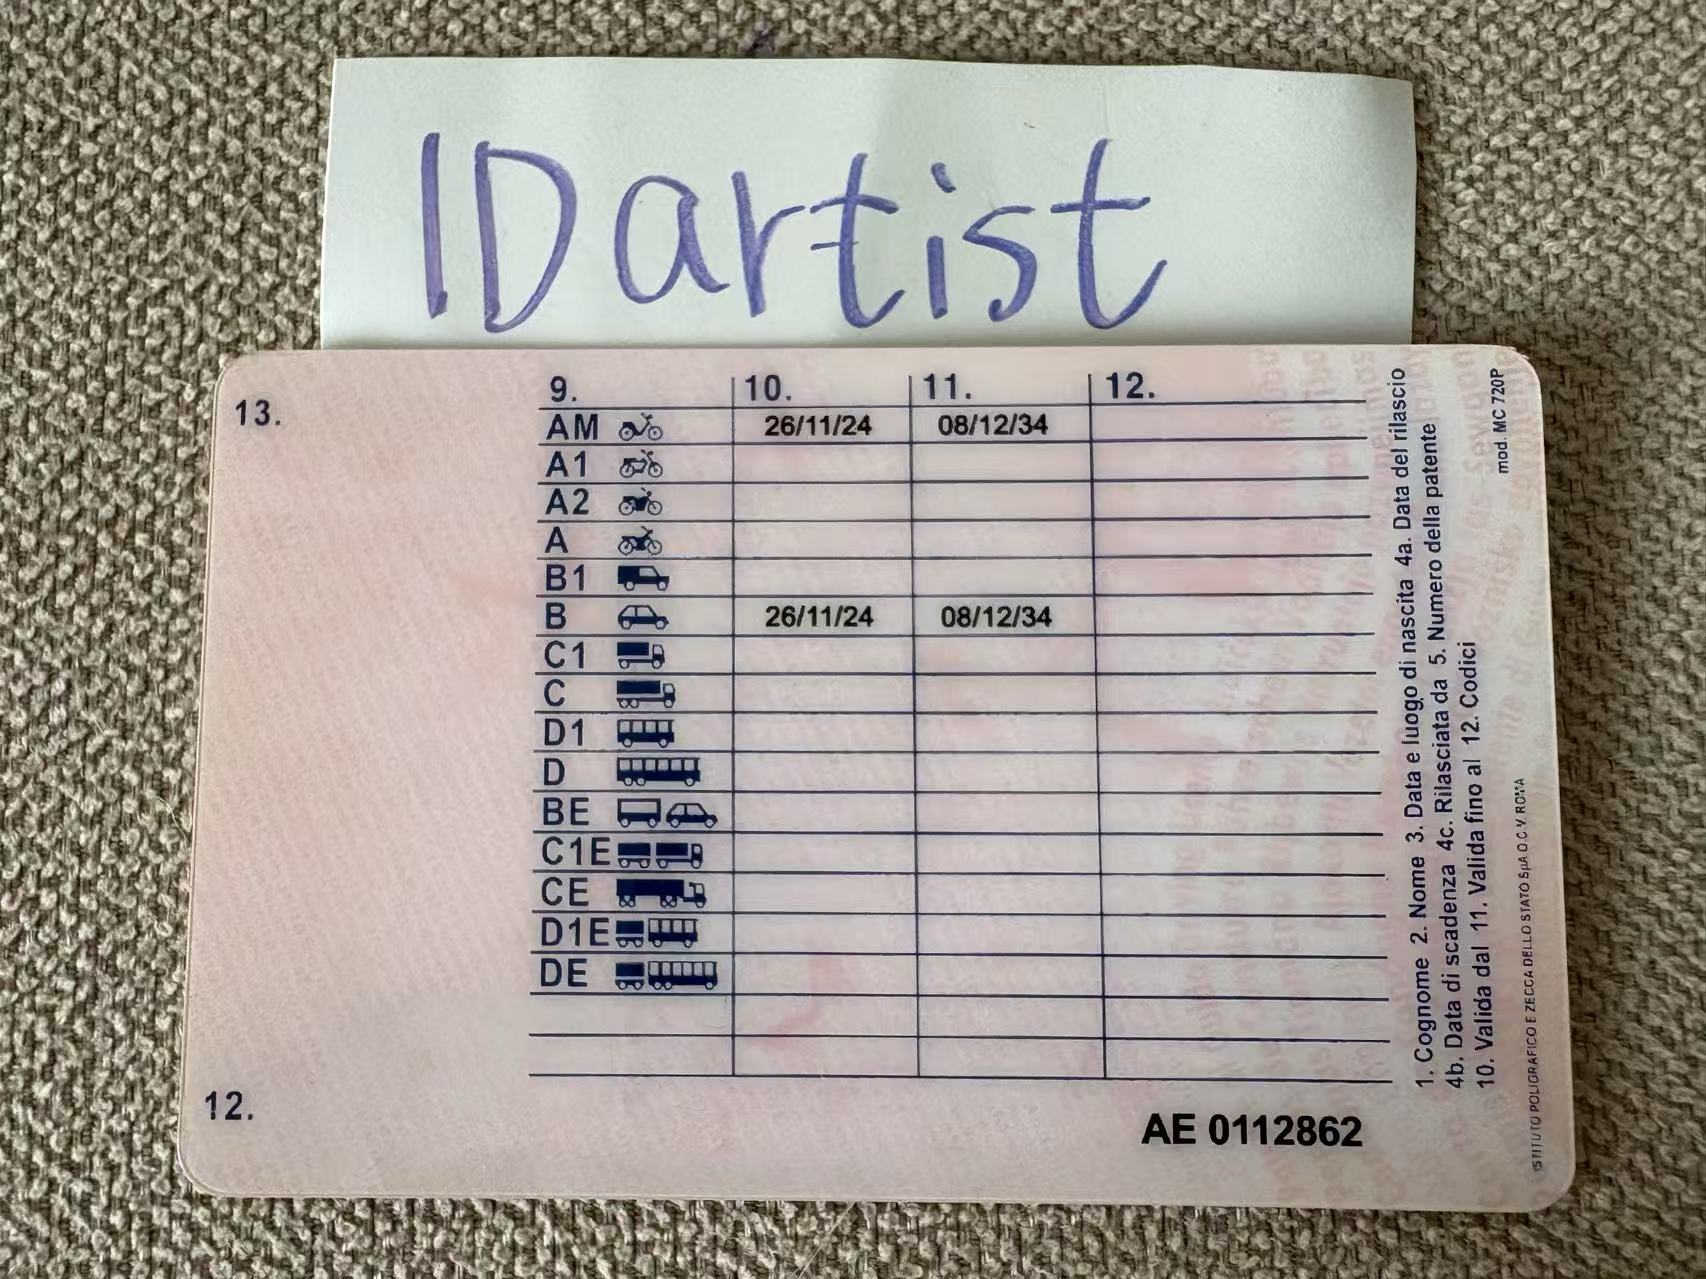 IDartist
13.
9. 10. 11. 12.
AM 26/11/24 08/12/34
A1
A2
A
B1
B 26/11/24 08/12/34
C1
C
D1
D
BE
C1E
CE
D1E
DE
12.
AE 0112862
1. Cognome 2. Nome 3. Data e luogo di nascita 4a. Data del rilascio
4b. Data di scadenza 4c. Rilasciata da 5. Numero della patente
10. Valida dal 11. Valida fino al 12. Codici
mod. MC 720P
ISTITUTO POLIGRAFICO E ZECCA DELLO STATO S.p.A. O.C.V. ROMA